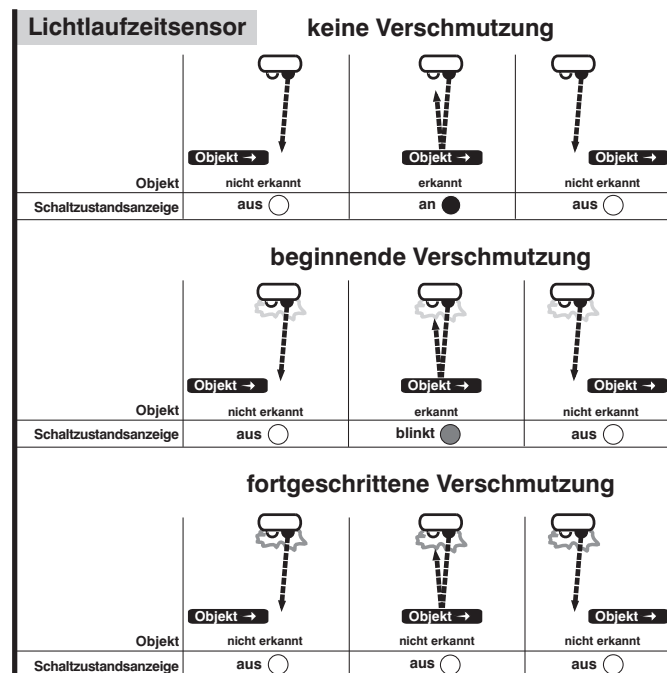 Lichtlaufzeitsensor keine Verschmutzung
Objekt → Objekt → Objekt →
Objekt nicht erkannt erkannt nicht erkannt
Schaltzustandsanzeige aus an aus
beginnende Verschmutzung
Objekt → Objekt → Objekt →
Objekt nicht erkannt erkannt nicht erkannt
Schaltzustandsanzeige aus blinkt aus
fortgeschrittene Verschmutzung
Objekt → Objekt → Objekt →
Objekt nicht erkannt nicht erkannt nicht erkannt
Schaltzustandsanzeige aus aus aus